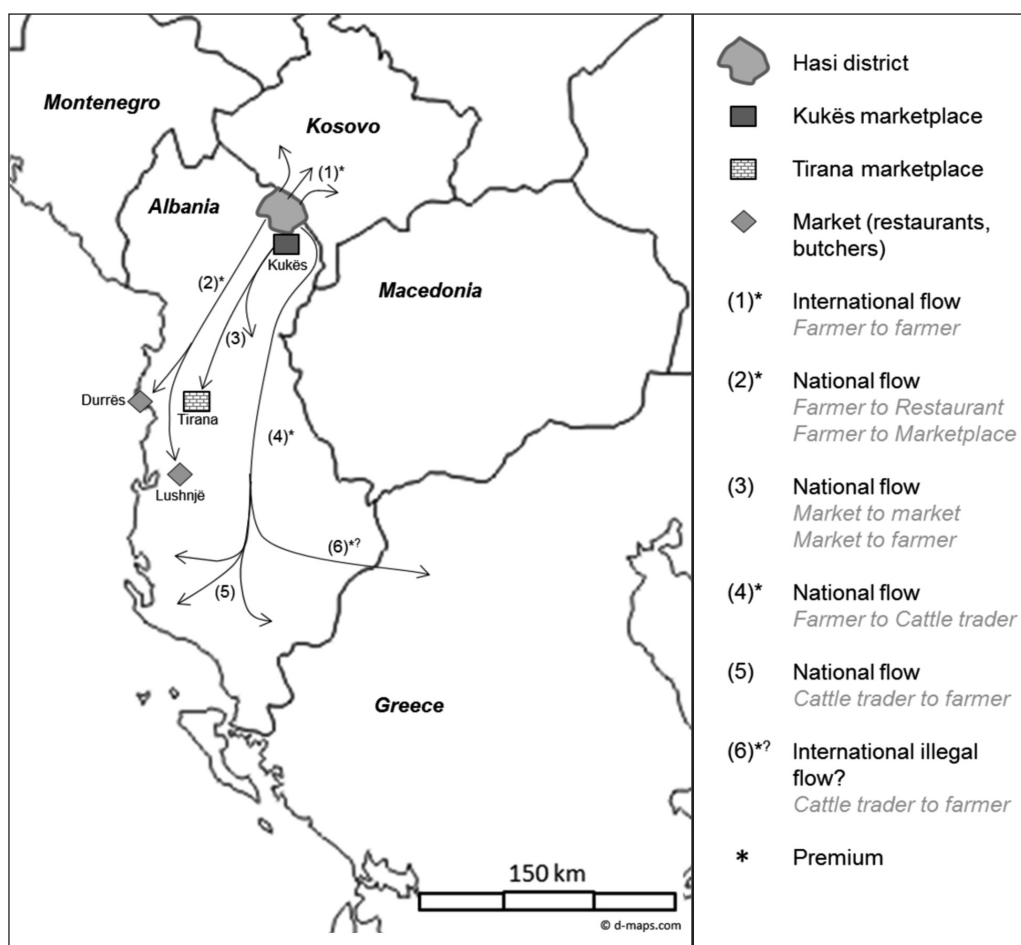 Montenegro
Kosovo
(1)*
Albania
Kukës
(2)*
Macedonia
(3)
Durrës
Tirana
(4)*
Lushnjë
(6)*?
(5)
Greece
150 km
© d-maps.com
Hasi district
Kukës marketplace
Tirana marketplace
Market (restaurants,
butchers)
(1)* International flow
Farmer to farmer
(2)* National flow
Farmer to Restaurant
Farmer to Marketplace
(3) National flow
Market to market
Market to farmer
(4)* National flow
Farmer to Cattle trader
(5) National flow
Cattle trader to farmer
(6)*? International illegal
flow?
Cattle trader to farmer
* Premium